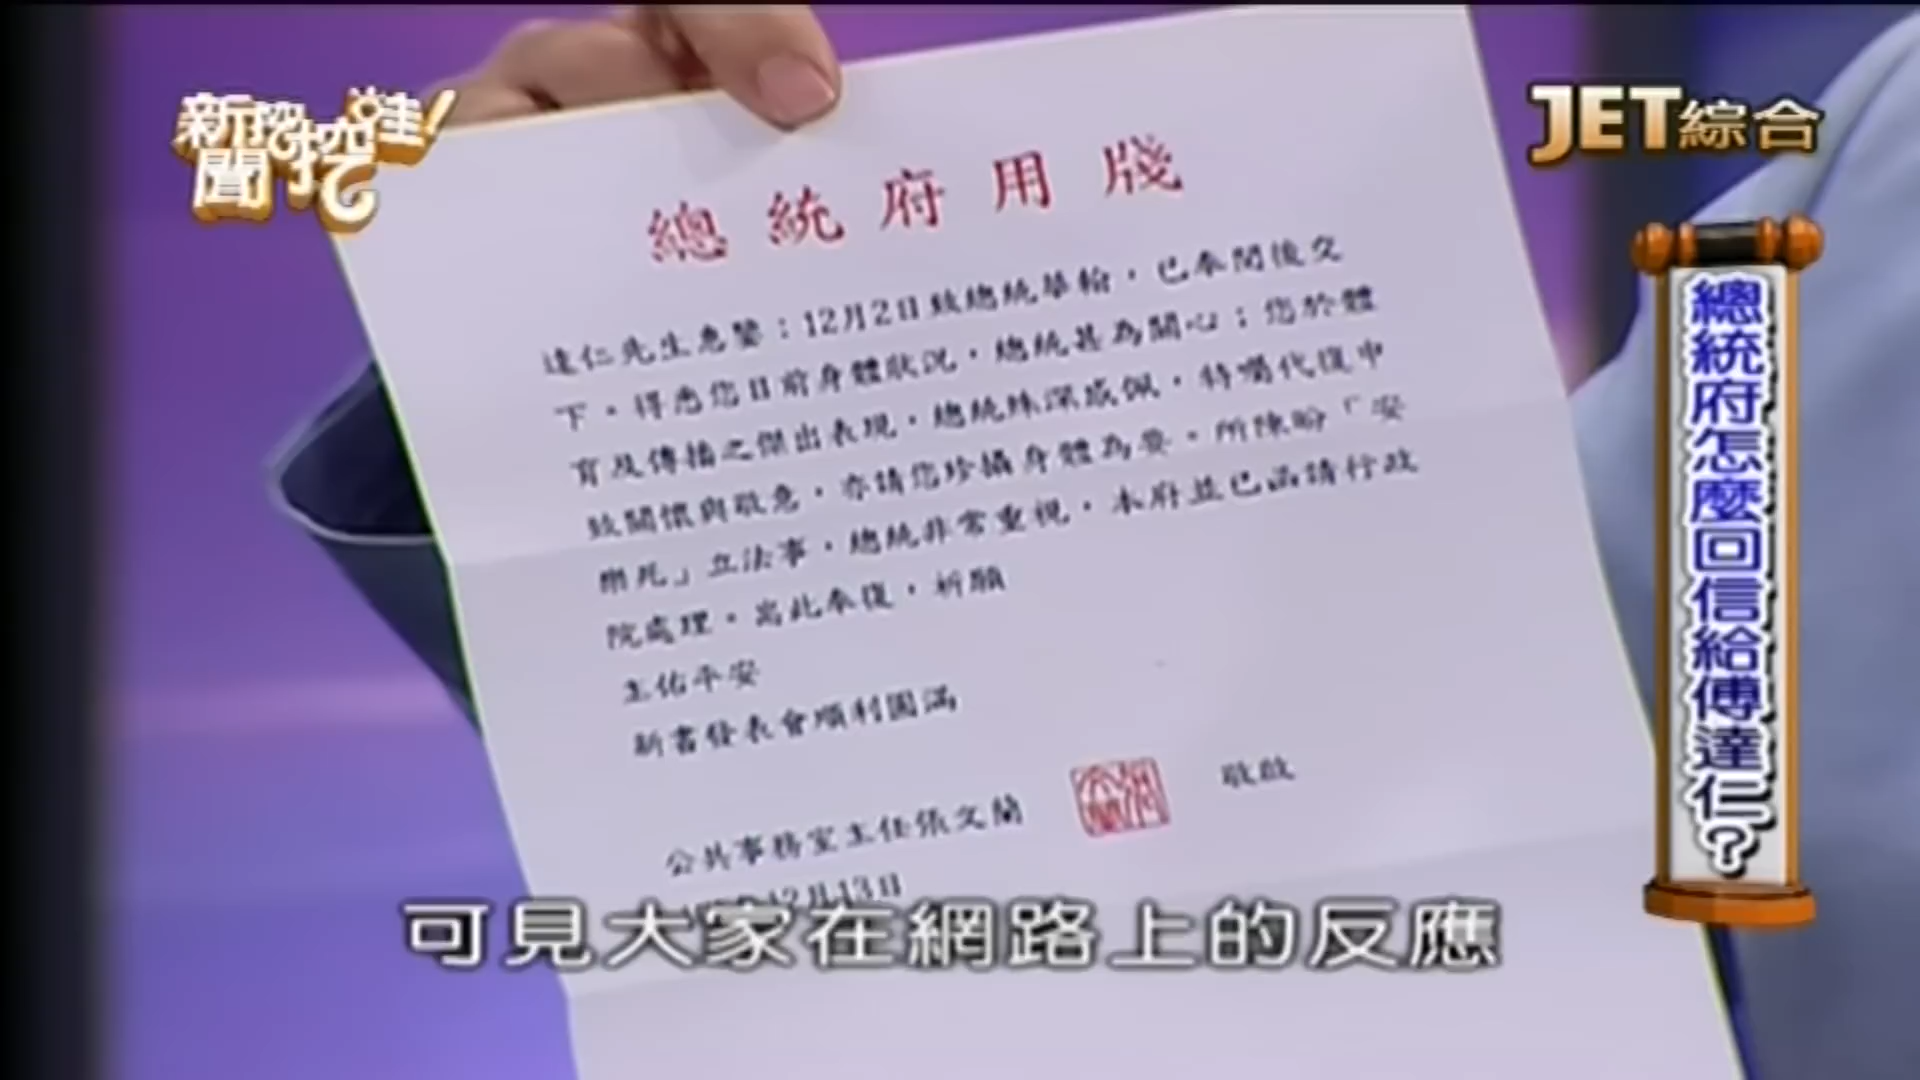 新聞挖挖哇!
JET綜合
總統府用牋
達仁先生惠鑒：12月2日致總統華翰，已奉閱後交
下。得悉您日前身體狀況，總統甚為關心；您於體
育及傳播之傑出表現，總統殊深感佩，特囑代復申
致關懷與敬意，亦請您珍攝身體為要。所陳盼「安
樂死」立法事，總統非常重視，本府並已函請行政
院處理。耑此奉復，祈願
主佑平安
新書發表會順利圓滿
公共事務室主任張文蘭 敬啟
12月13日
總統府怎麼回信給傅達仁?
可見大家在網路上的反應